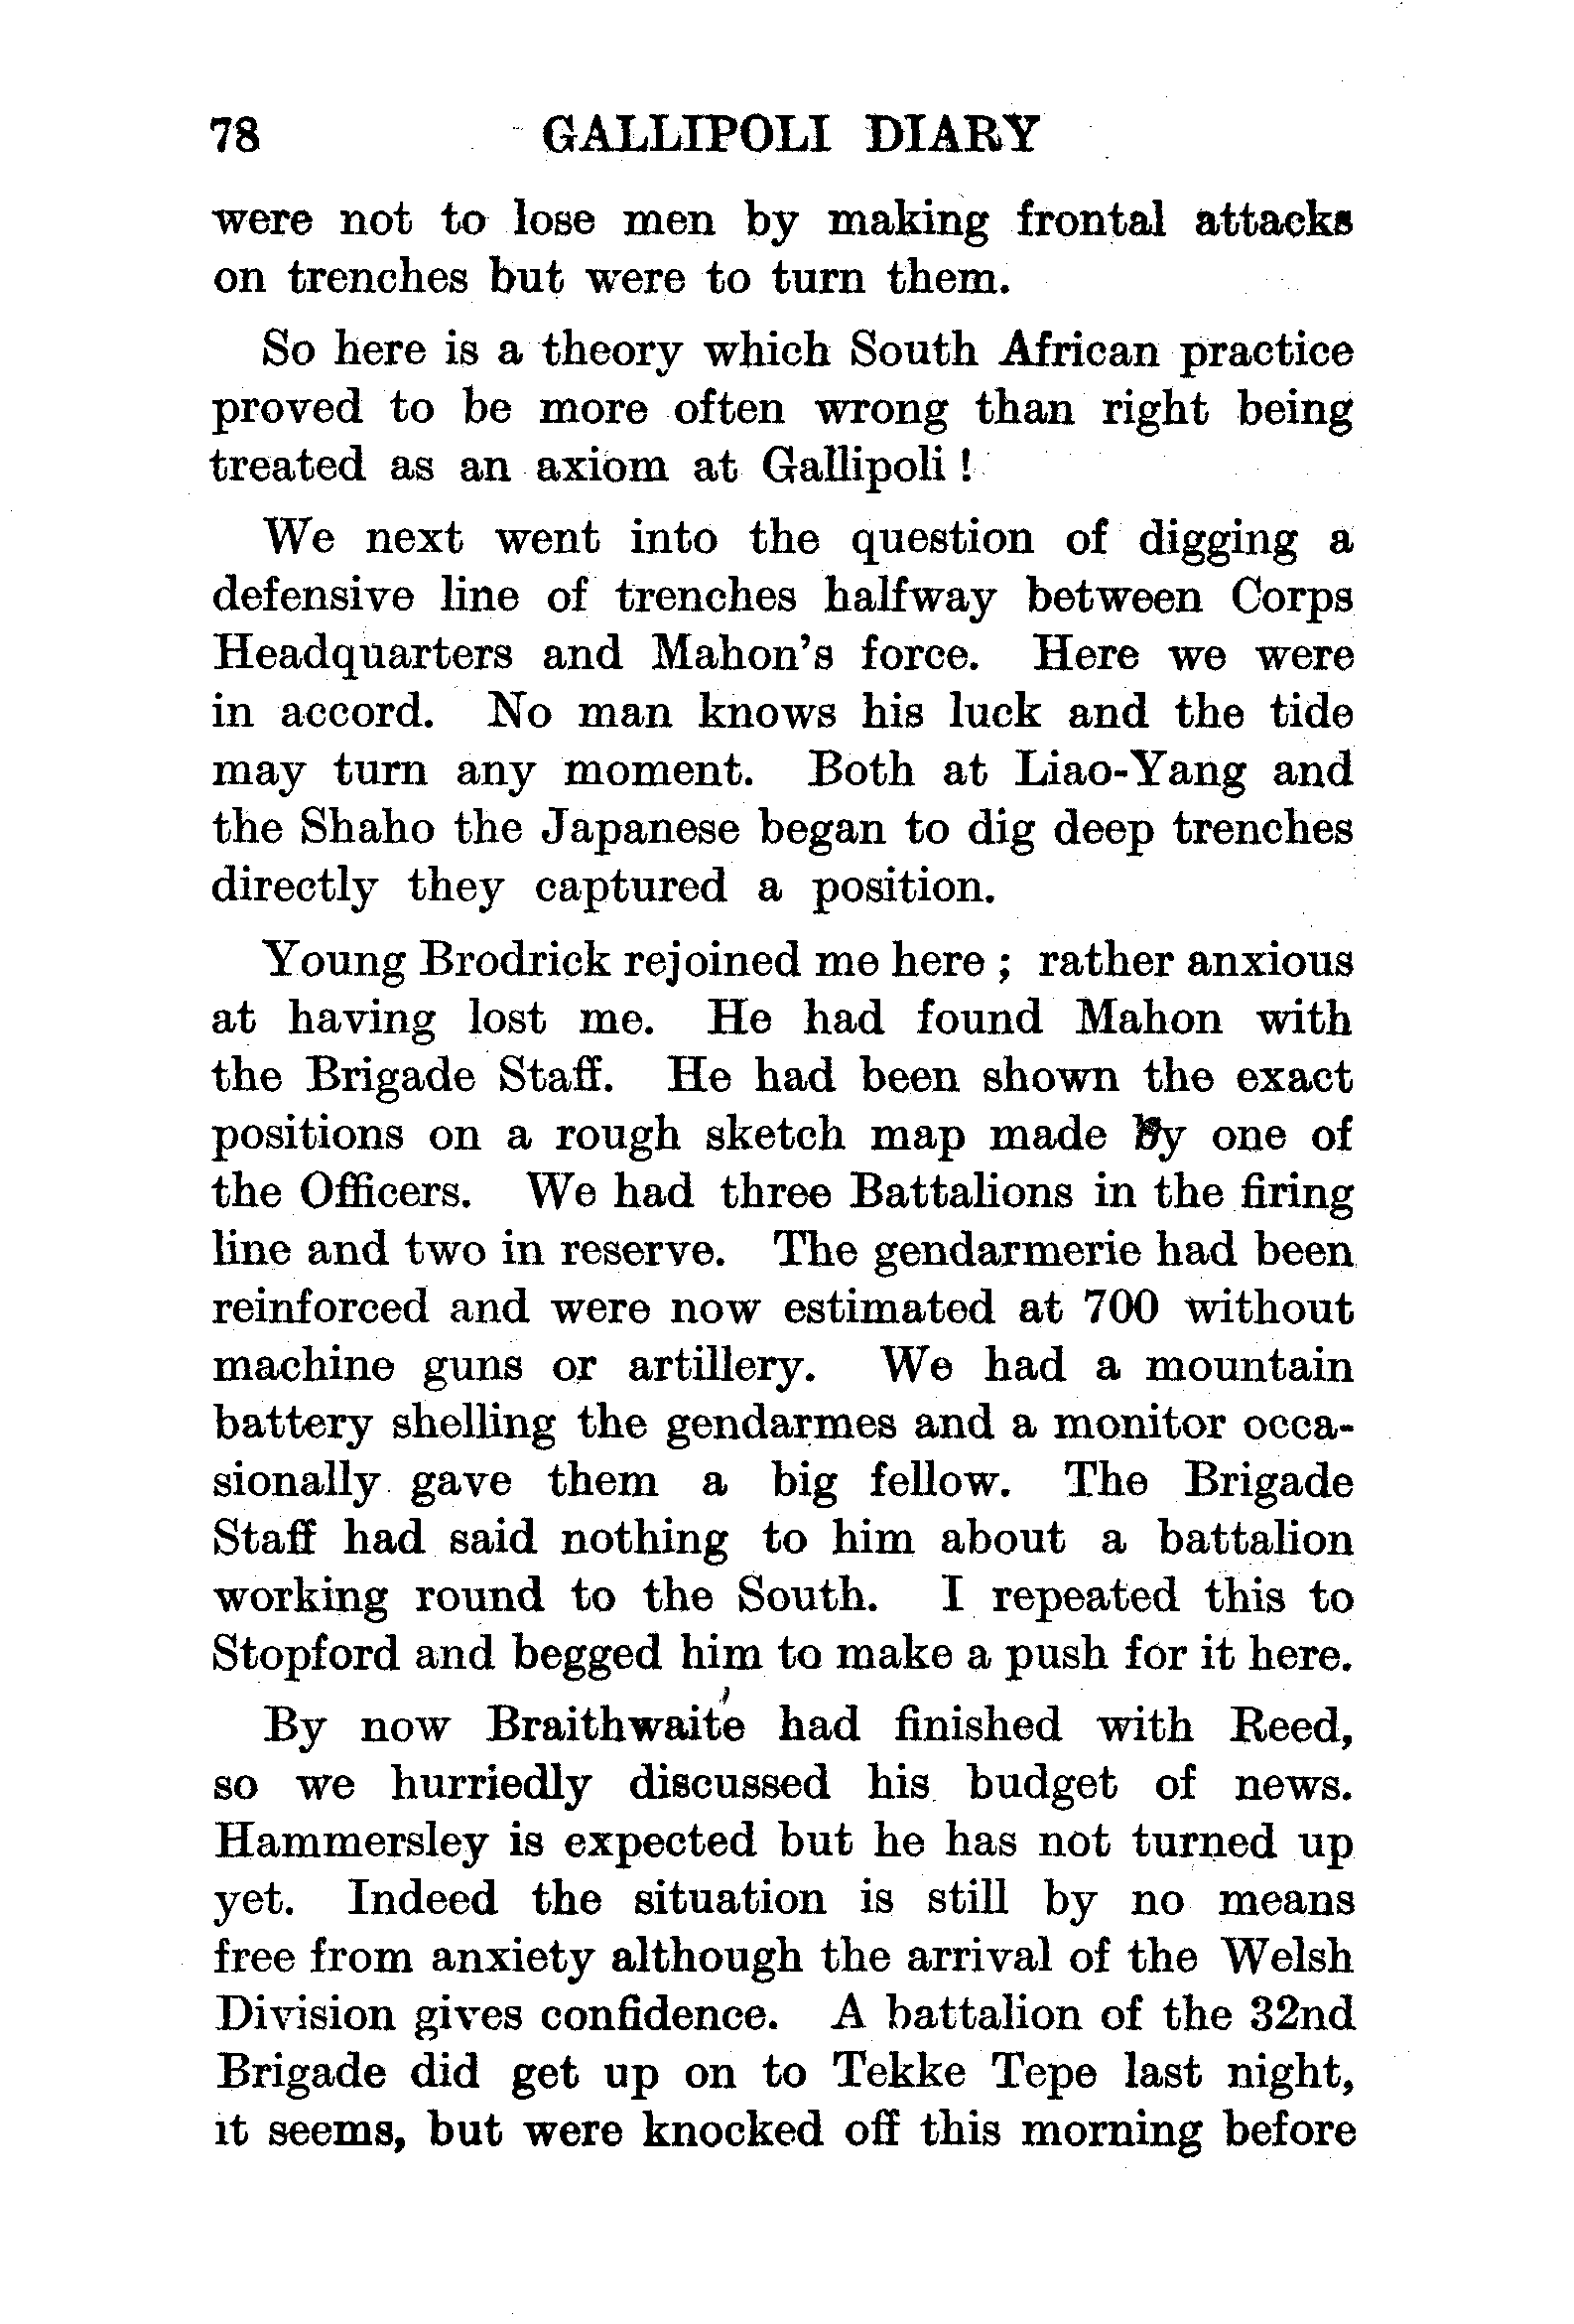 78 GALLIPOLI DIARY
were not to lose men by making frontal attacks
on trenches but were to turn them.
So here is a theory which South African practice
proved to be more often wrong than right being
treated as an axiom at Gallipoli !
We next went into the question of digging a
defensive line of trenches halfway between Corps
Headquarters and Mahon's force. Here we were
in accord. No man knows his luck and the tide
may turn any moment. Both at Liao-Yang and
the Shaho the Japanese began to dig deep trenches
directly they captured a position.
Young Brodrick rejoined me here ; rather anxious
at having lost me. He had found Mahon with
the Brigade Staff. He had been shown the exact
positions on a rough sketch map made by one of
the Officers. We had three Battalions in the firing
line and two in reserve. The gendarmerie had been
reinforced and were now estimated at 700 without
machine guns or artillery. We had a mountain
battery shelling the gendarmes and a monitor occa-
sionally gave them a big fellow. The Brigade
Staff had said nothing to him about a battalion
working round to the South. I repeated this to
Stopford and begged him to make a push for it here.
By now Braithwaite had finished with Reed,
so we hurriedly discussed his budget of news.
Hammersley is expected but he has not turned up
yet. Indeed the situation is still by no means
free from anxiety although the arrival of the Welsh
Division gives confidence. A battalion of the 32nd
Brigade did get up on to Tekke Tepe last night,
it seems, but were knocked off this morning before